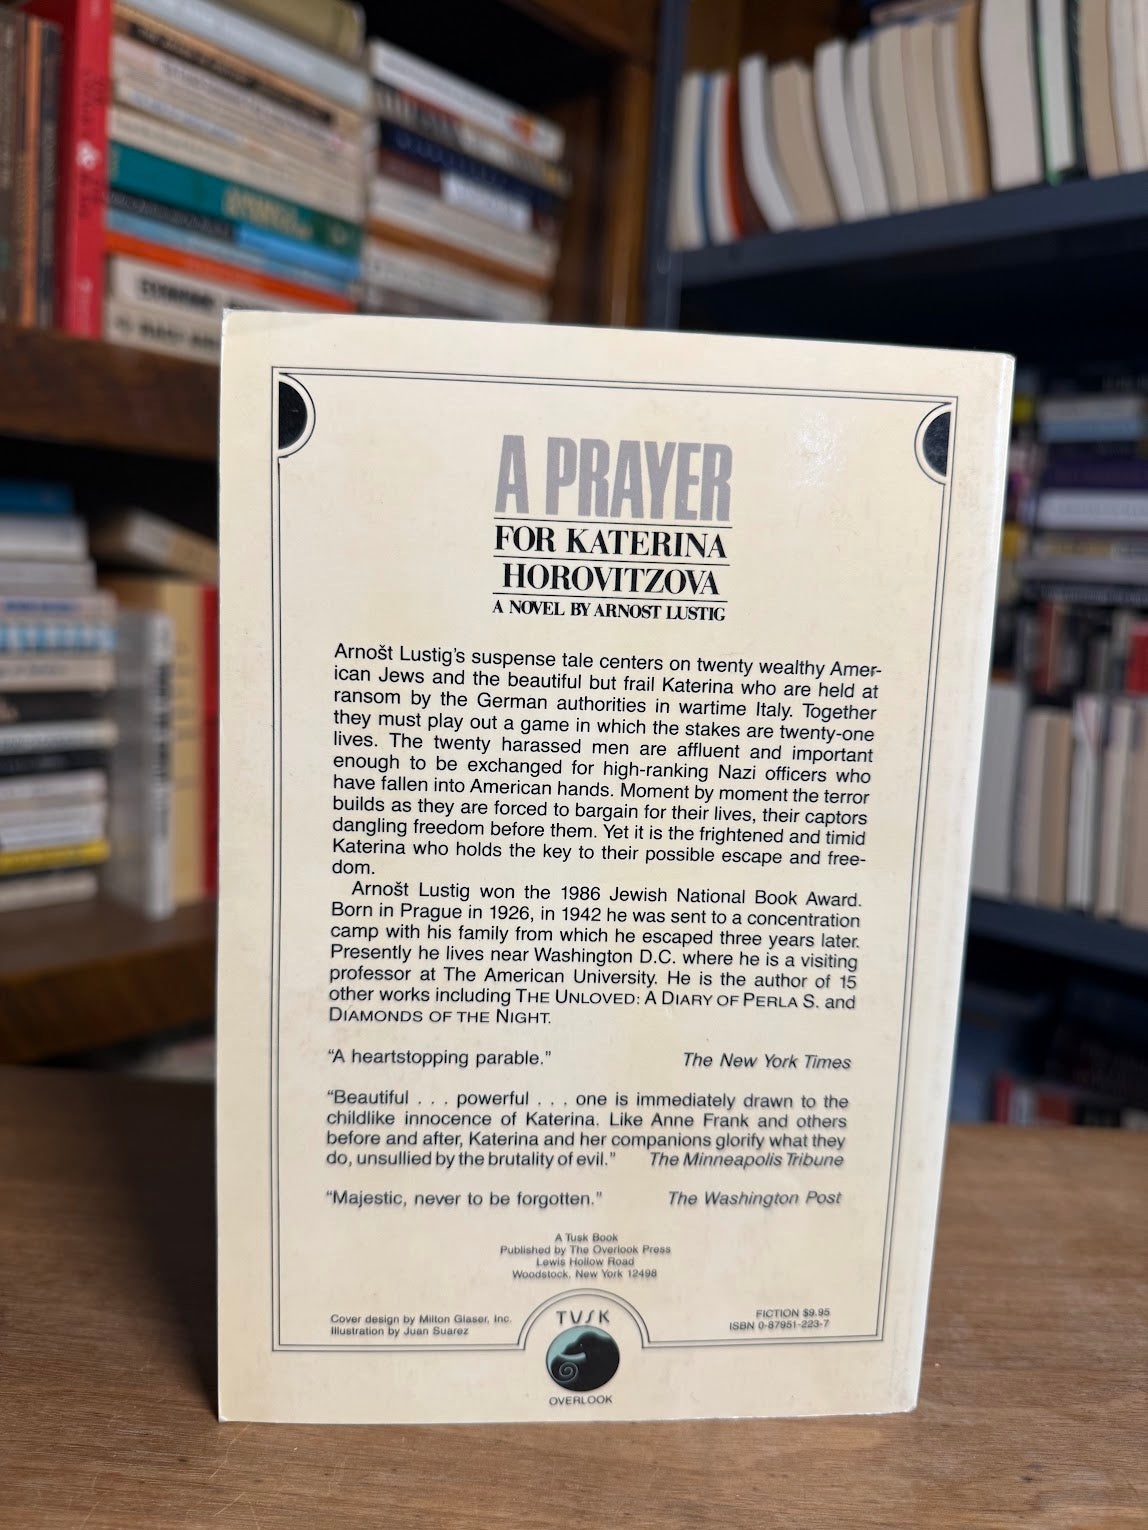 A PRAYER
FOR KATERINA
HOROVITZOVA
A NOVEL BY ARNOST LUSTIG
Arnošt Lustig's suspense tale centers on twenty wealthy Amer-
ican Jews and the beautiful but frail Katerina who are held at
ransom by the German authorities in wartime Italy. Together
they must play out a game in which the stakes are twenty-one
lives. The twenty harassed men are affluent and important
enough to be exchanged for high-ranking Nazi officers who
have fallen into American hands. Moment by moment the terror
builds as they are forced to bargain for their lives, their captors
dangling freedom before them. Yet it is the frightened and timid
Katerina who holds the key to their possible escape and free-
dom.
Arnošt Lustig won the 1986 Jewish National Book Award.
Born in Prague in 1926, in 1942 he was sent to a concentration
camp with his family from which he escaped three years later.
Presently he lives near Washington D.C. where he is a visiting
professor at The American University. He is the author of 15
other works including THE UNLOVED: A DIARY OF PERLA S. and
DIAMONDS OF THE NIGHT.
"A heartstopping parable." The New York Times
"Beautiful . . . powerful . . . one is immediately drawn to the
childlike innocence of Katerina. Like Anne Frank and others
before and after, Katerina and her companions glorify what they
do, unsullied by the brutality of evil." The Minneapolis Tribune
"Majestic, never to be forgotten." The Washington Post
A Tusk Book
Published by The Overlook Press
Lewis Hollow Road
Woodstock, New York 12498
Cover design by Milton Glaser, Inc.
Illustration by Juan Suarez
TUSK
OVERLOOK
FICTION $9.95
ISBN 0-87951-223-7